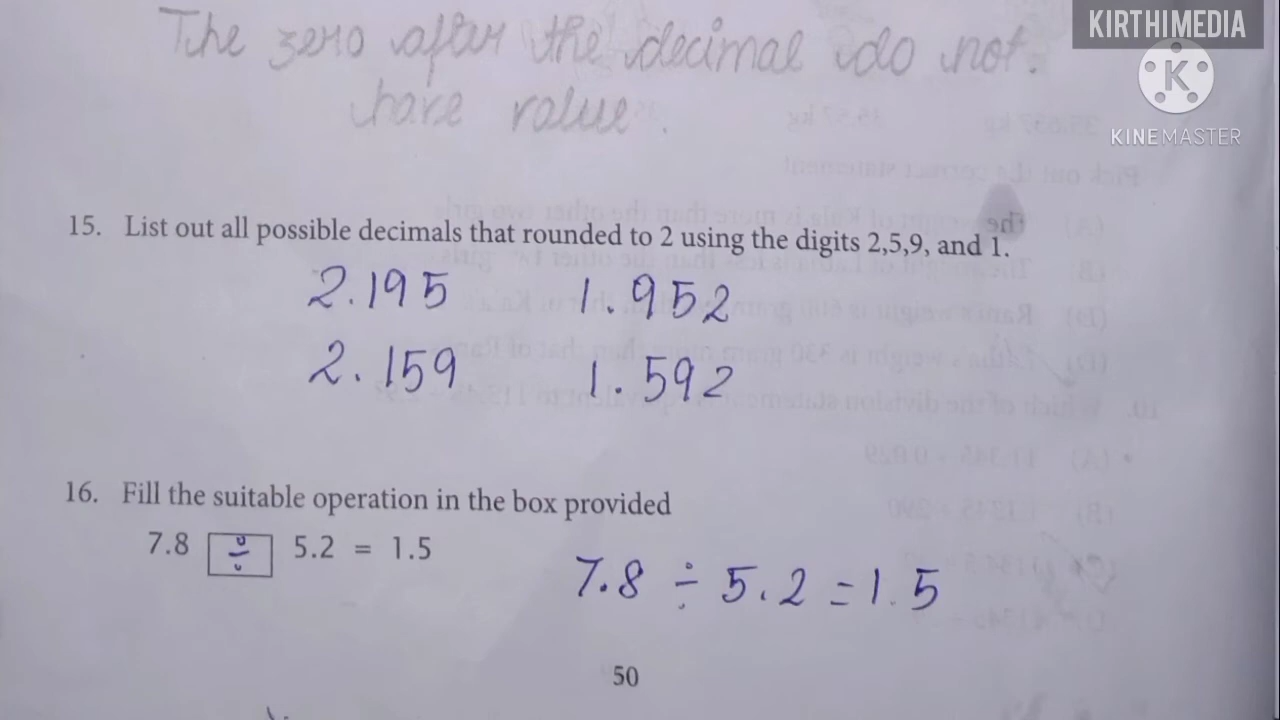 KIRTHIMEDIA
K
KINEMASTER
The zero after the decimal do not.
have value.
15. List out all possible decimals that rounded to 2 using the digits 2,5,9, and 1.
2.195 1.952
2.159 1.592
16. Fill the suitable operation in the box provided
7.8 ÷ 5.2 = 1.5
7.8 ÷ 5.2 = 1.5
50